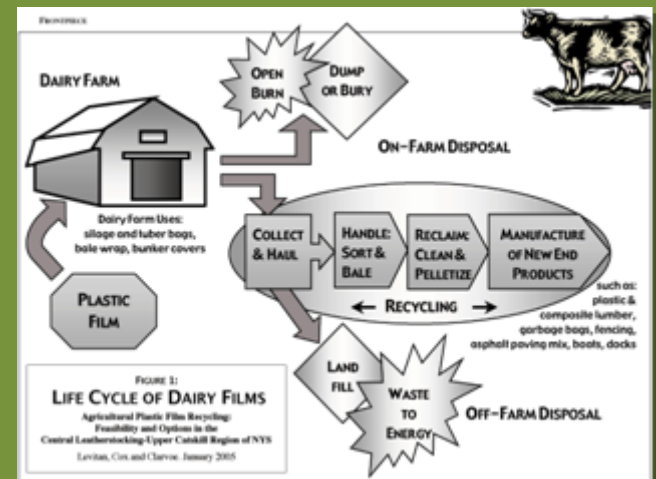 FRONTPIECE
DAIRY FARM
OPEN
BURN
DUMP
OR BURY
ON-FARM DISPOSAL
Dairy Farm Uses:
silage and tuber bags,
bale wrap, bunker covers
COLLECT
& HAUL
HANDLE:
SORT &
BALE
RECLAIM:
CLEAN &
PELLETIZE
MANUFACTURE
OF NEW END
PRODUCTS
← RECYCLING →
such as:
plastic &
composite lumber,
garbage bags, fencing,
asphalt paving mix, boats, docks
PLASTIC
FILM
LAND
FILL
WASTE
TO
ENERGY
OFF-FARM DISPOSAL
FIGURE 1:
LIFE CYCLE OF DAIRY FILMS
Agricultural Plastic Film Recycling:
Feasibility and Options in the
Central Leatherstocking-Upper Catskill Region of NYS
Levitan, Cox and Clarvoe. January 2005